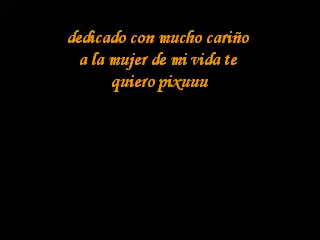 dedicado con mucho cariño
a la mujer de mi vida te
quiero pixuuu